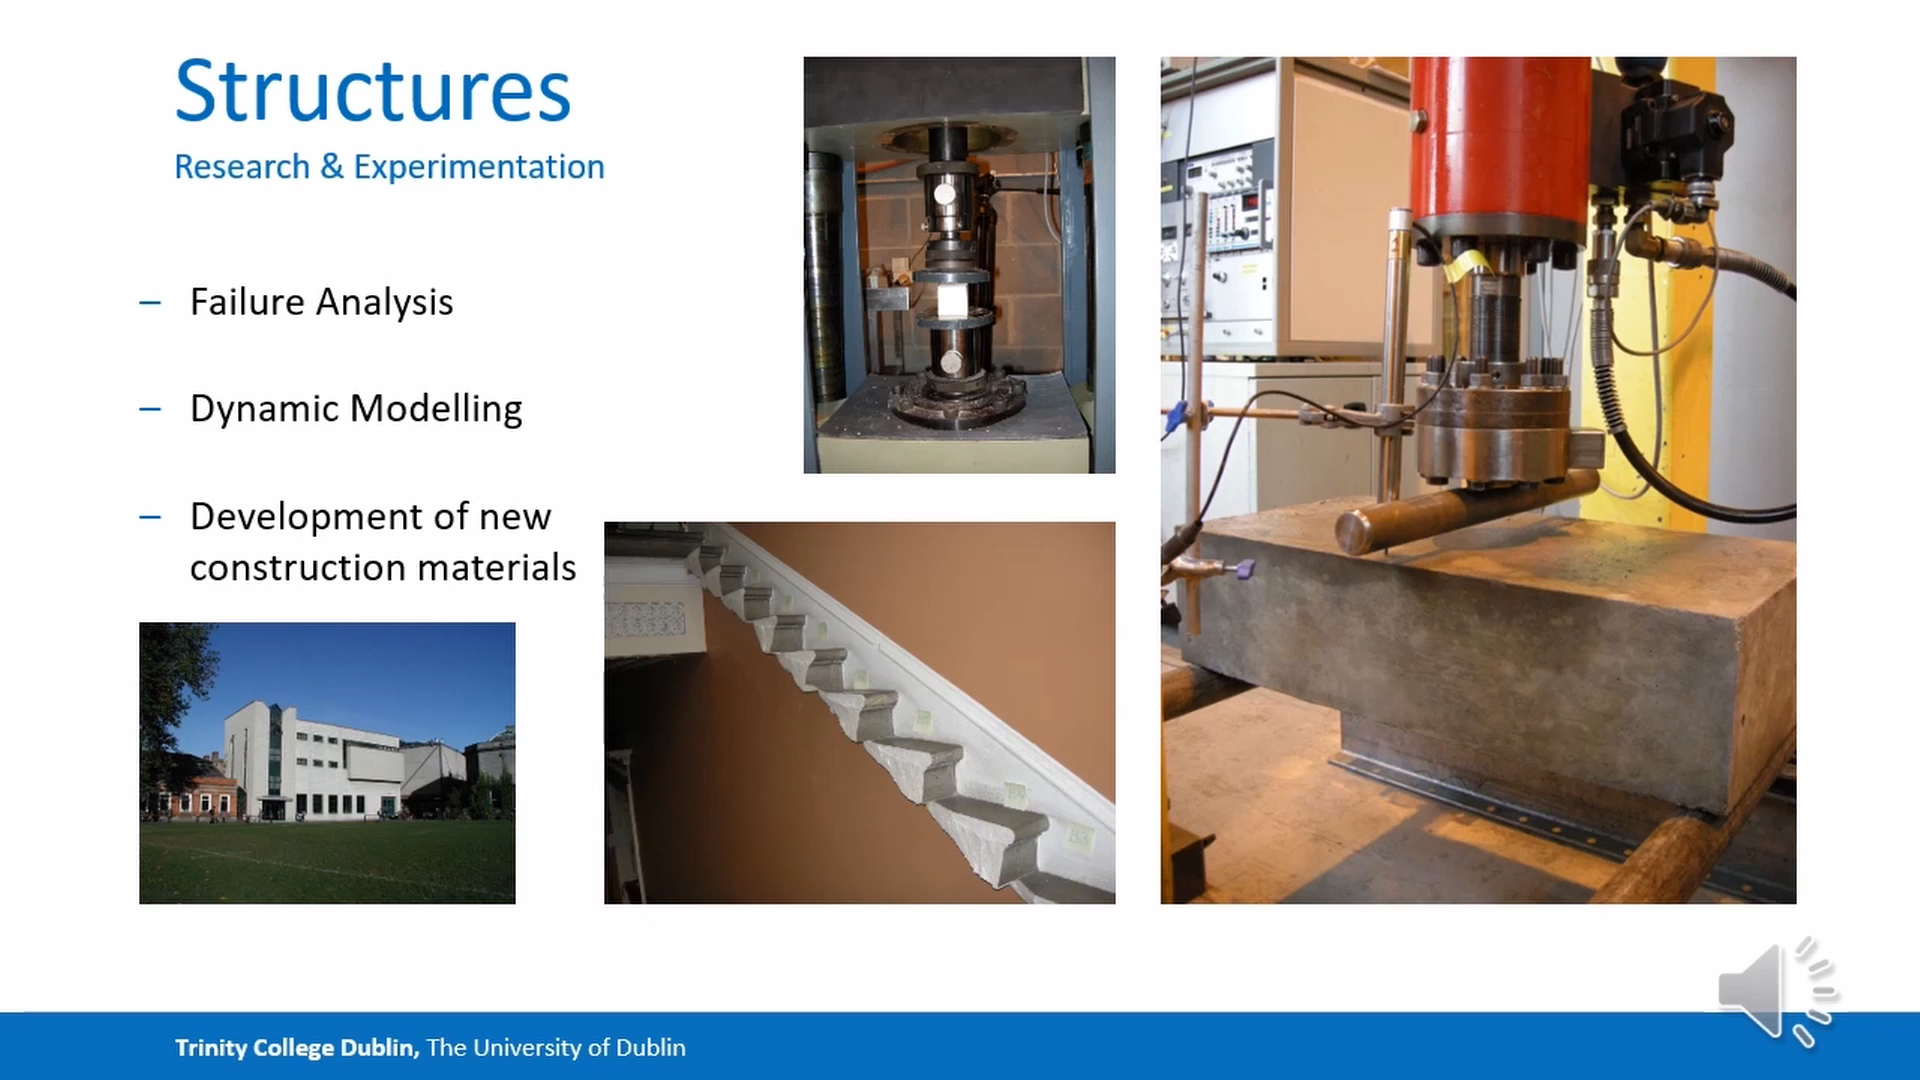 Structures
Research & Experimentation
– Failure Analysis
– Dynamic Modelling
– Development of new
construction materials
Trinity College Dublin, The University of Dublin